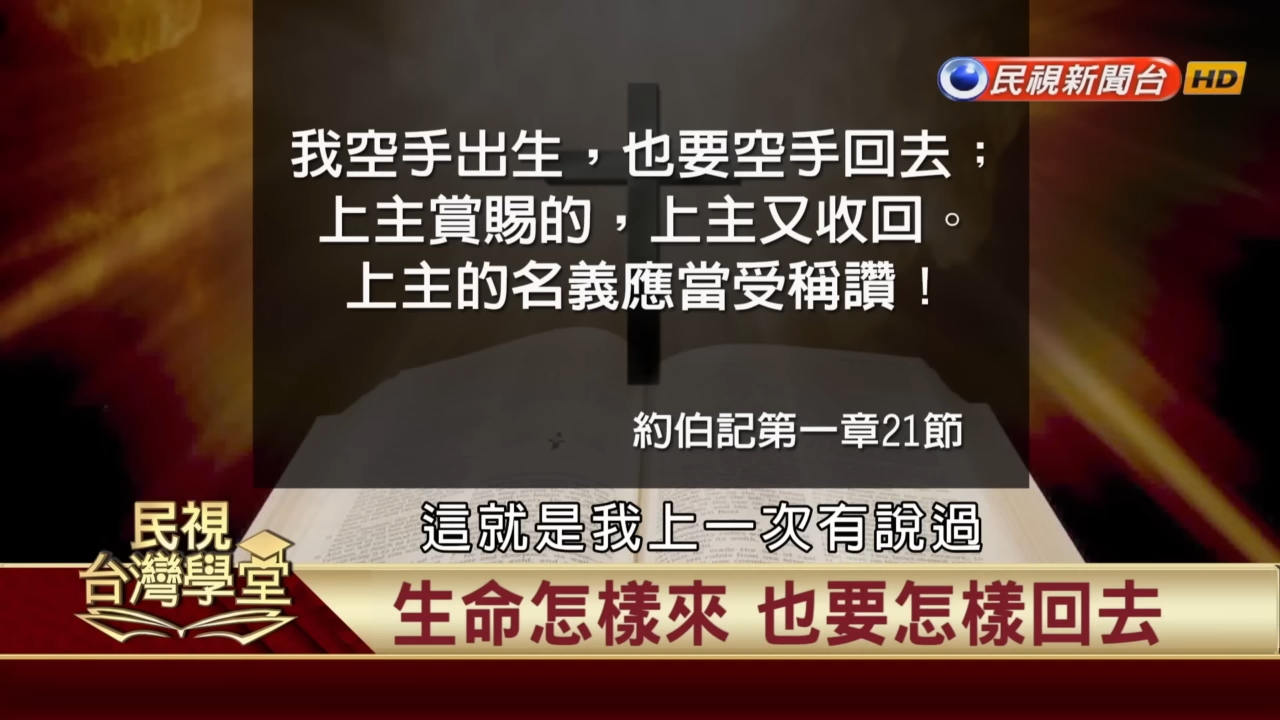 民視新聞台 HD
我空手出生，也要空手回去；
上主賞賜的，上主又收回。
上主的名義應當受稱讚！
約伯記第一章21節
這就是我上一次有說過
民視
台灣學堂
生命怎樣來 也要怎樣回去